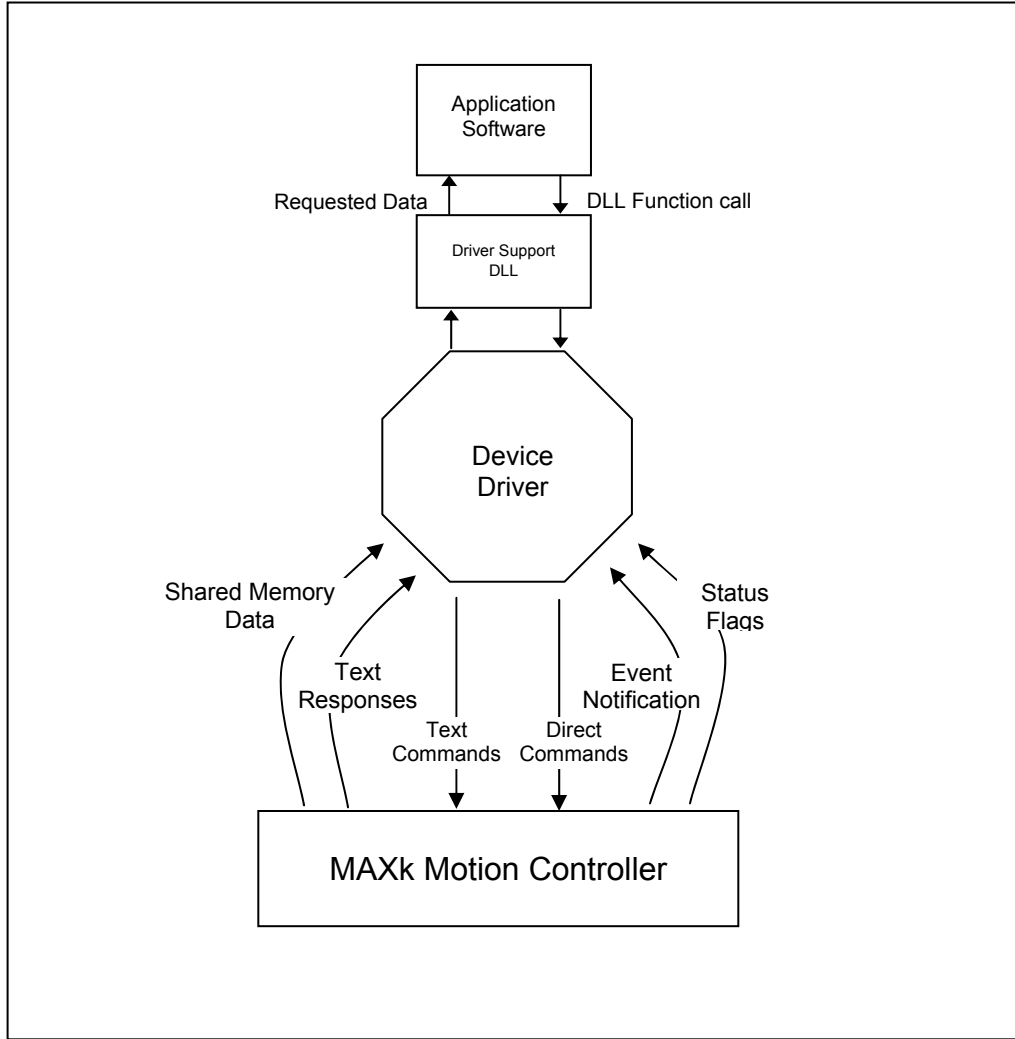 Application
Software
Requested Data
DLL Function call
Driver Support
DLL
Device
Driver
Shared Memory
Data
Status
Flags
Text
Responses
Event
Notification
Text
Commands
Direct
Commands
MAXk Motion Controller